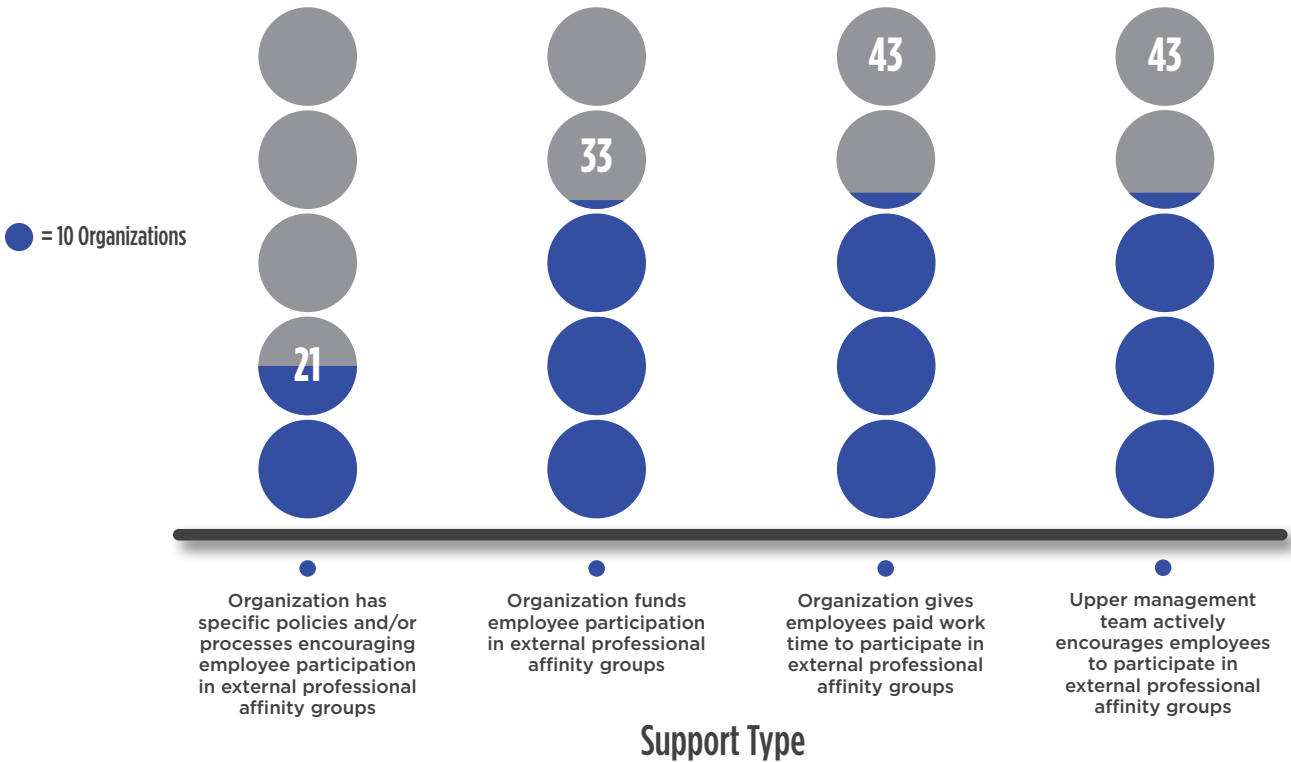 43
43
33
= 10 Organizations
21
Organization has
specific policies and/or
processes encouraging
employee participation
in external professional
affinity groups
Organization funds
employee participation
in external professional
affinity groups
Organization gives
employees paid work
time to participate in
external professional
affinity groups
Upper management
team actively
encourages employees
to participate in
external professional
affinity groups
Support Type